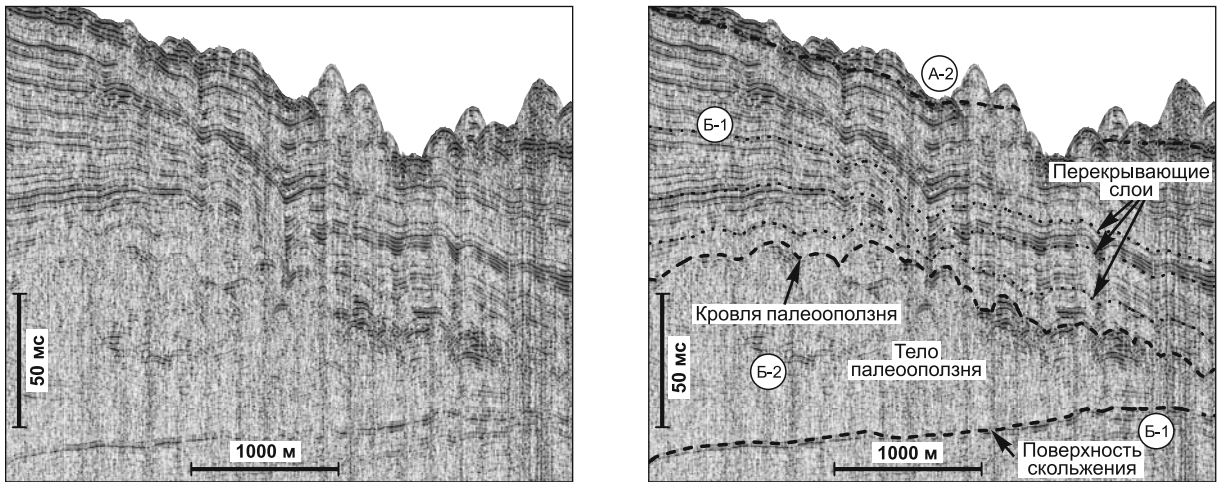 50 мс
1000 м
А-2
Б-1
Перекрывающие
слои
Кровля палеооползня
50 мс
Тело
палеооползня
Б-2
Б-1
1000 м
Поверхность
скольжения